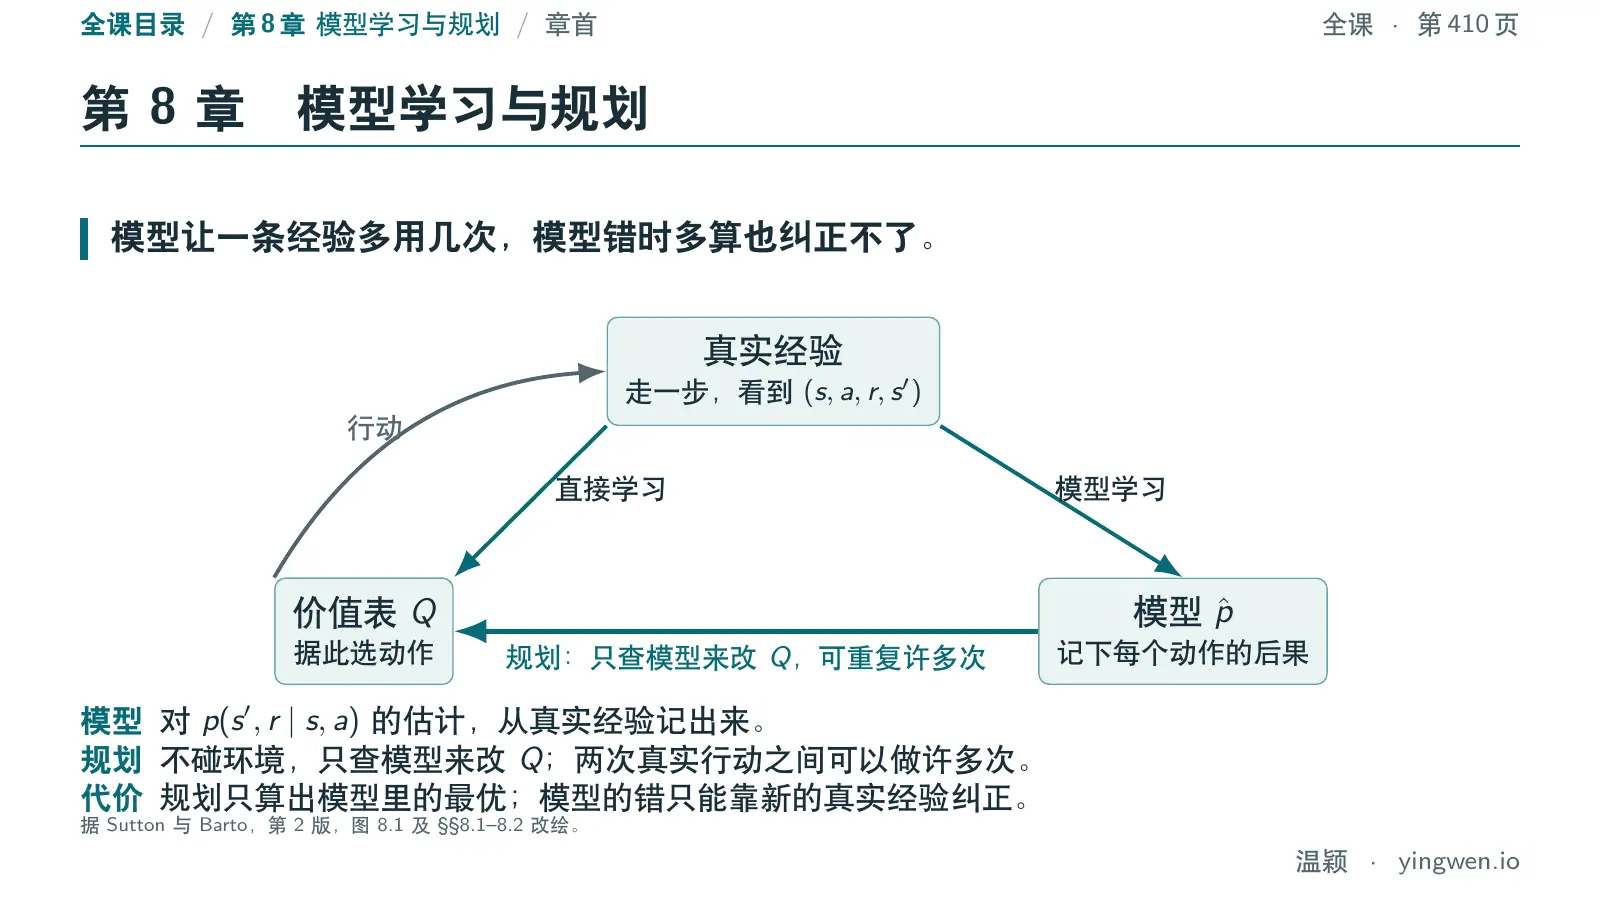 全课目录 / 第 8 章 模型学习与规划 / 章首
全课 · 第 410 页
第 8 章 模型学习与规划
模型让一条经验多用几次，模型错时多算也纠正不了。
真实经验
走一步，看到 (s, a, r, s′)
行动
直接学习
模型学习
价值表 Q
据此选动作
模型 p̂
记下每个动作的后果
规划：只查模型来改 Q，可重复许多次
模型 对 p(s′, r | s, a) 的估计，从真实经验记出来。
规划 不碰环境，只查模型来改 Q；两次真实行动之间可以做许多次。
代价 规划只算出模型里的最优；模型的错只能靠新的真实经验纠正。
据 Sutton 与 Barto，第 2 版，图 8.1 及 §§8.1–8.2 改绘。
温颖 · yingwen.io